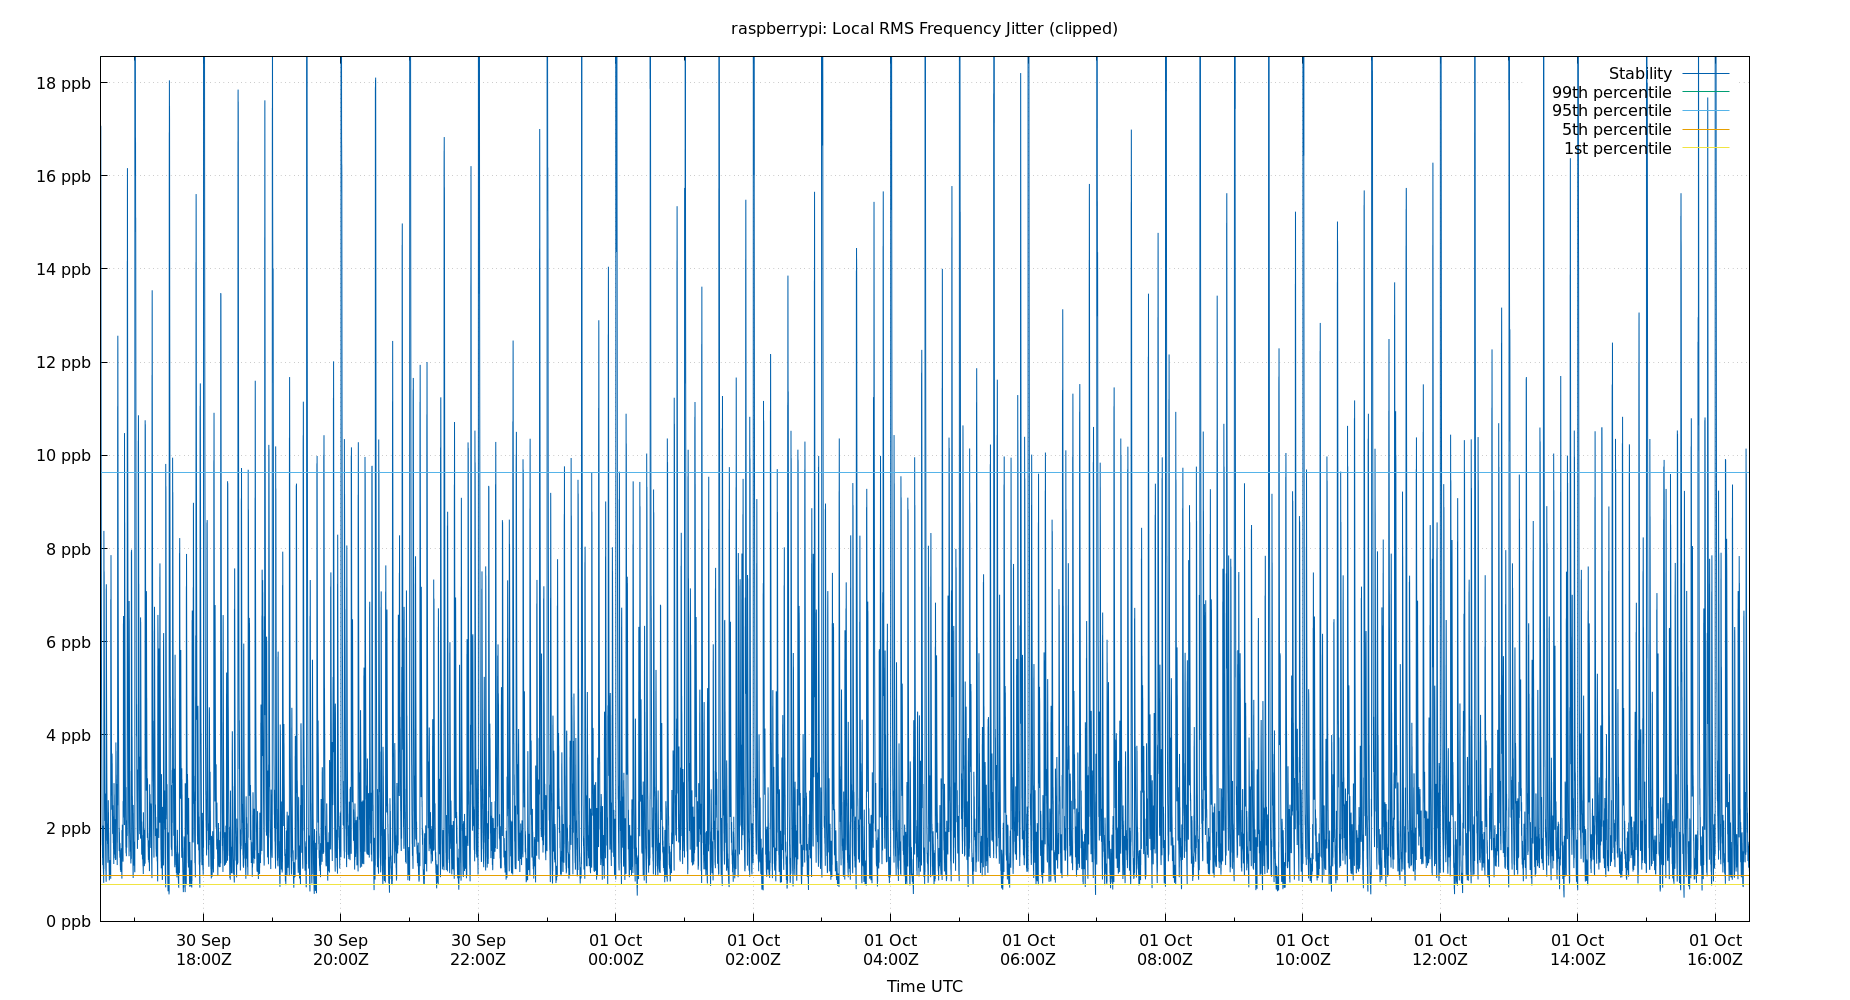 raspberrypi: Local RMS Frequency Jitter (clipped)
18 ppb
16 ppb
14 ppb
12 ppb
10 ppb
8 ppb
6 ppb
4 ppb
2 ppb
0 ppb
Stability
99th percentile
95th percentile
5th percentile
1st percentile
30 Sep
18:00Z
30 Sep
20:00Z
30 Sep
22:00Z
01 Oct
00:00Z
01 Oct
02:00Z
01 Oct
04:00Z
01 Oct
06:00Z
01 Oct
08:00Z
01 Oct
10:00Z
01 Oct
12:00Z
01 Oct
14:00Z
01 Oct
16:00Z
Time UTC